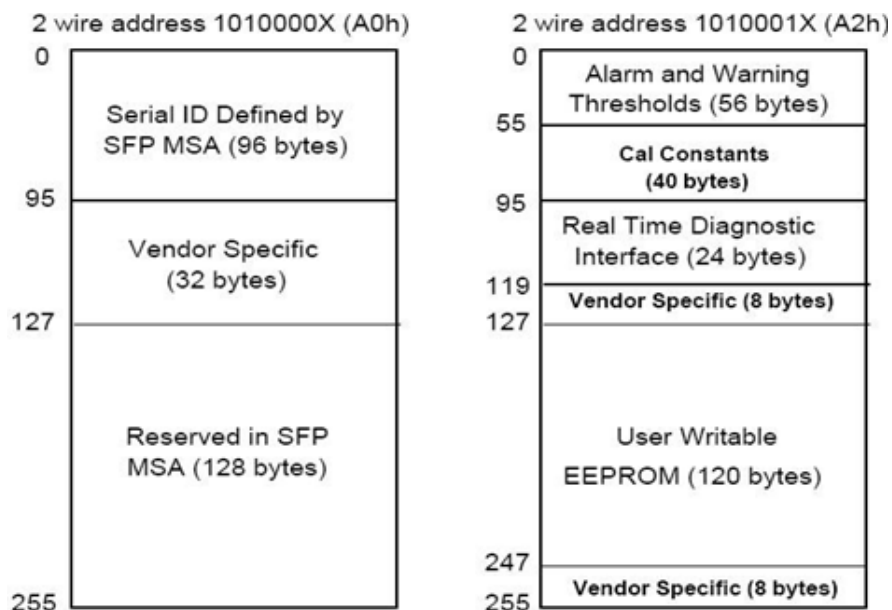 2 wire address 1010000X (A0h)
0
Serial ID Defined by
SFP MSA (96 bytes)
95
Vendor Specific
(32 bytes)
127
Reserved in SFP
MSA (128 bytes)
255
2 wire address 1010001X (A2h)
0
Alarm and Warning
Thresholds (56 bytes)
55
Cal Constants
(40 bytes)
95
Real Time Diagnostic
Interface (24 bytes)
119
Vendor Specific (8 bytes)
127
User Writable
EEPROM (120 bytes)
247
Vendor Specific (8 bytes)
255